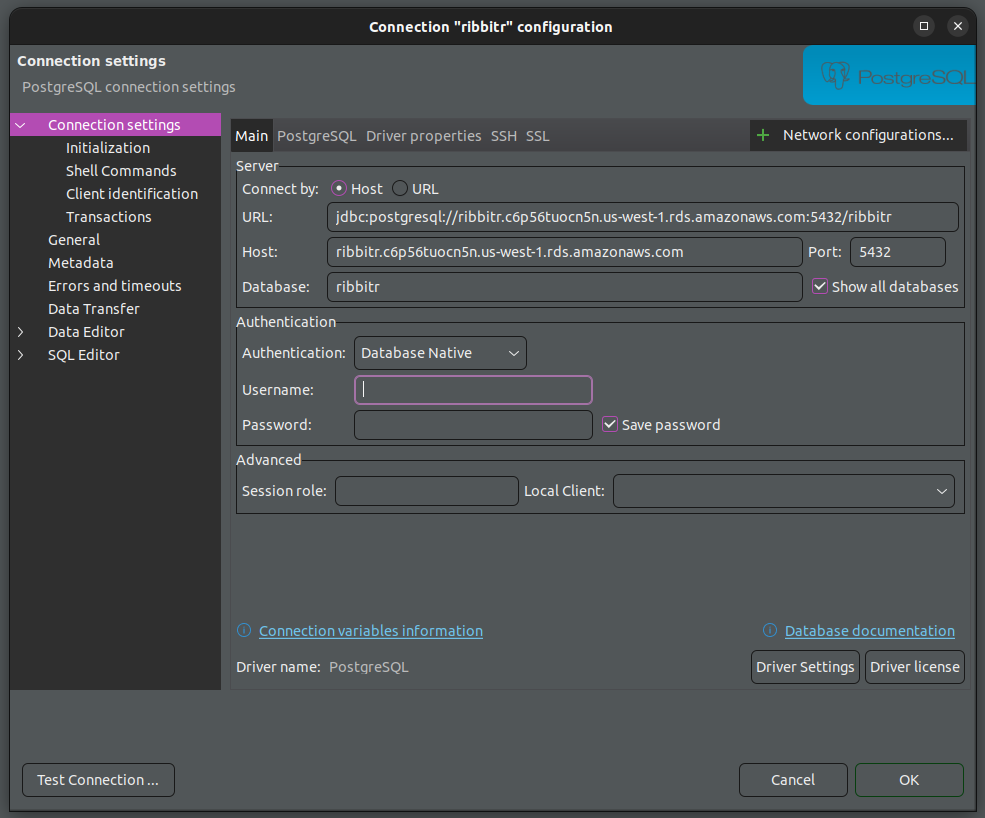 Connection "ribbitr" configuration
Connection settings
PostgreSQL connection settings
PostgreSQL
Connection settings
Initialization
Shell Commands
Client identification
Transactions
General
Metadata
Errors and timeouts
Data Transfer
Data Editor
SQL Editor
Main PostgreSQL Driver properties SSH SSL
Network configurations...
Server
Connect by: Host URL
URL: jdbc:postgresql://ribbitr.c6p56tuocn5n.us-west-1.rds.amazonaws.com:5432/ribbitr
Host: ribbitr.c6p56tuocn5n.us-west-1.rds.amazonaws.com Port: 5432
Database: ribbitr Show all databases
Authentication
Authentication: Database Native
Username:
Password: Save password
Advanced
Session role: Local Client:
Connection variables information Database documentation
Driver name: PostgreSQL Driver Settings Driver license
Test Connection ... Cancel OK